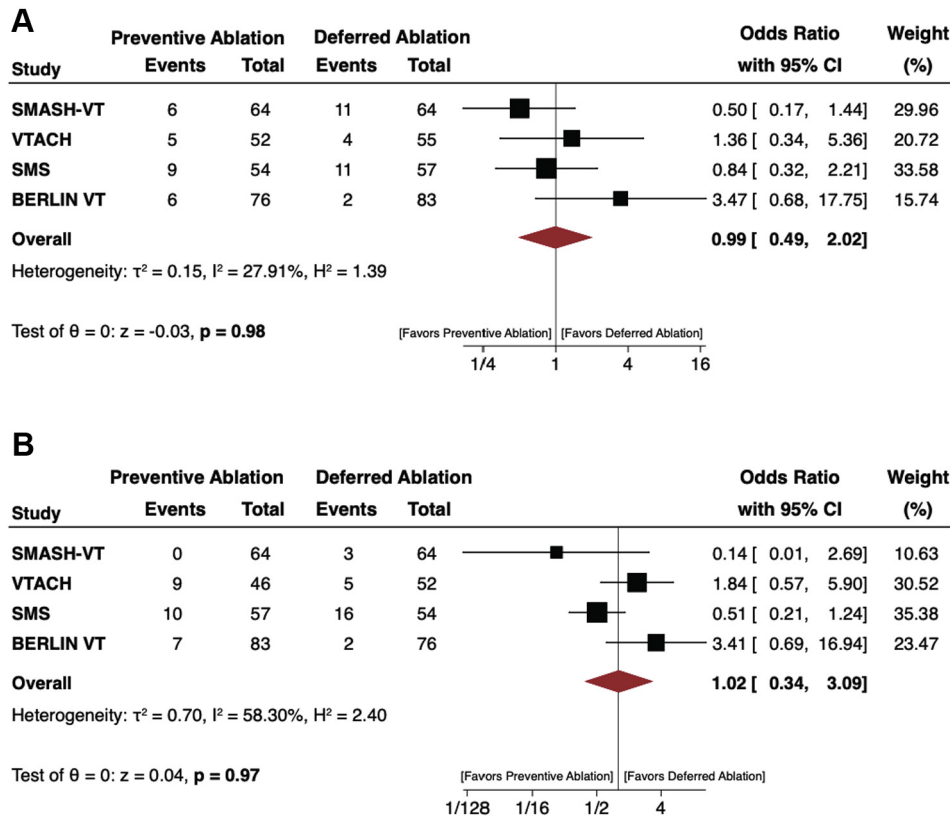 A
Preventive Ablation Deferred Ablation Odds Ratio Weight
Study Events Total Events Total with 95% CI (%)
SMASH-VT 6 64 11 64 0.50 [ 0.17, 1.44] 29.96
VTACH 5 52 4 55 1.36 [ 0.34, 5.36] 20.72
SMS 9 54 11 57 0.84 [ 0.32, 2.21] 33.58
BERLIN VT 6 76 2 83 3.47 [ 0.68, 17.75] 15.74
Overall 0.99 [ 0.49, 2.02]
Heterogeneity: τ² = 0.15, I² = 27.91%, H² = 1.39
Test of θ = 0: z = -0.03, p = 0.98
[Favors Preventive Ablation] [Favors Deferred Ablation]
1/4 1 4 16
B
Preventive Ablation Deferred Ablation Odds Ratio Weight
Study Events Total Events Total with 95% CI (%)
SMASH-VT 0 64 3 64 0.14 [ 0.01, 2.69] 10.63
VTACH 9 46 5 52 1.84 [ 0.57, 5.90] 30.52
SMS 10 57 16 54 0.51 [ 0.21, 1.24] 35.38
BERLIN VT 7 83 2 76 3.41 [ 0.69, 16.94] 23.47
Overall 1.02 [ 0.34, 3.09]
Heterogeneity: τ² = 0.70, I² = 58.30%, H² = 2.40
Test of θ = 0: z = 0.04, p = 0.97
[Favors Preventive Ablation] [Favors Deferred Ablation]
1/128 1/16 1/2 4